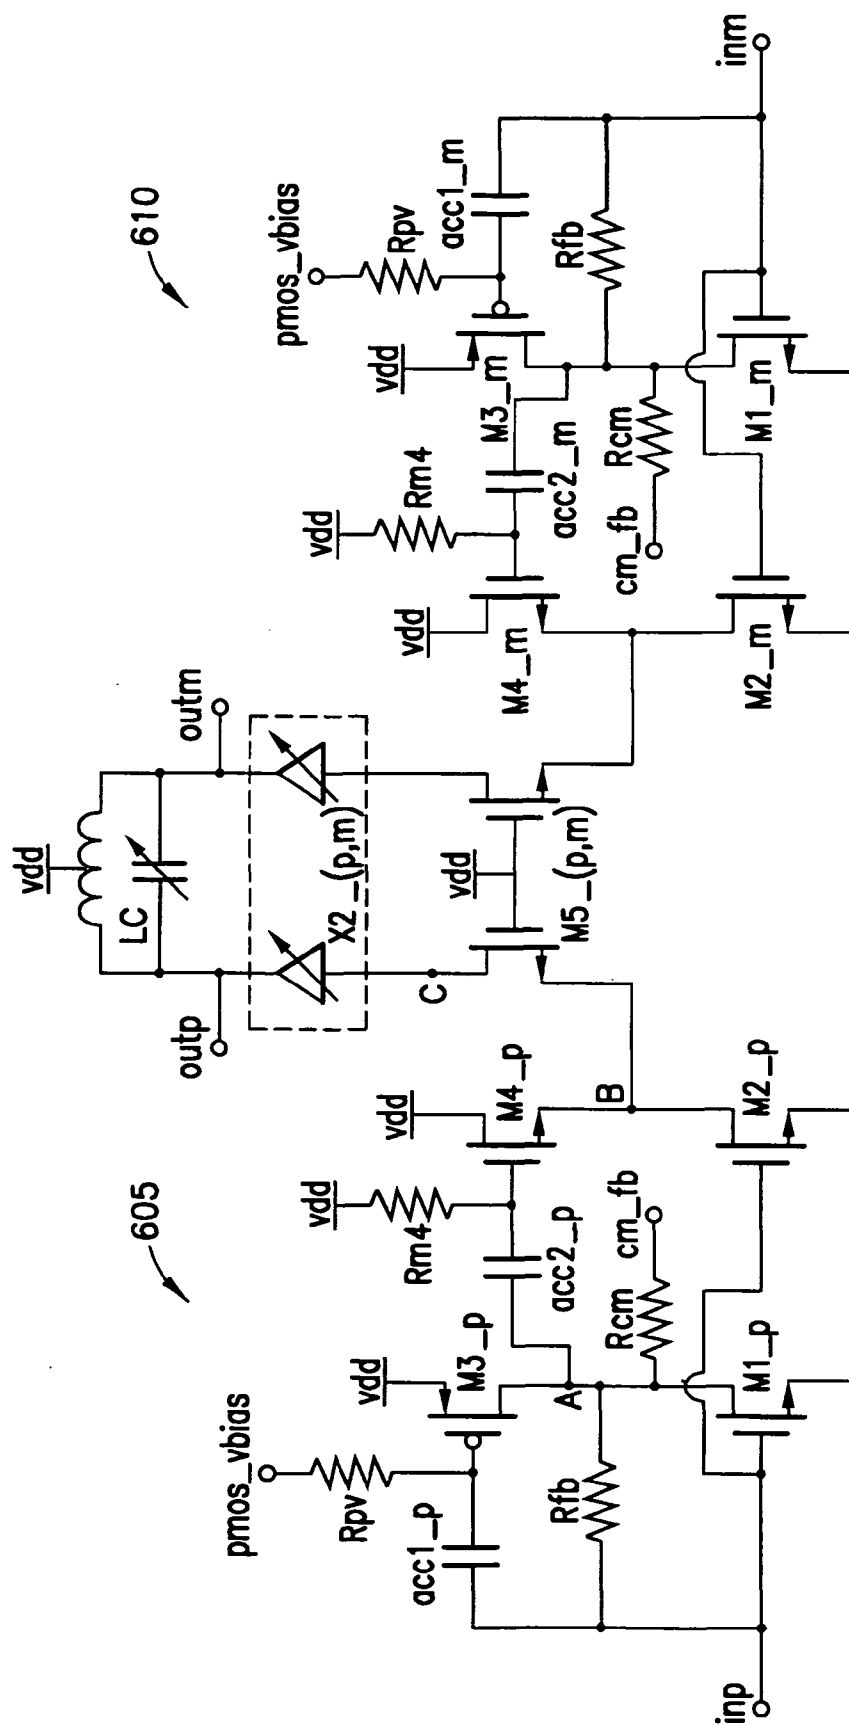 610
inm
pmos_vbias
Rpv
acc1_m
Rfb
vdd
M3_m
M1_m
Rcm
cm_fb
acc2_m
Rm4
vdd
vdd
M4_m
M2_m
outm
vdd
LC
X2_(p,m)
vdd
M5_(p,m)
C
outp
B
M4_p
M2_p
vdd
vdd
Rm4
acc2_p
cm_fb
Rcm
605
vdd
M3_p
A
M1_p
pmos_vbias
Rpv
acc1_p
Rfb
inp